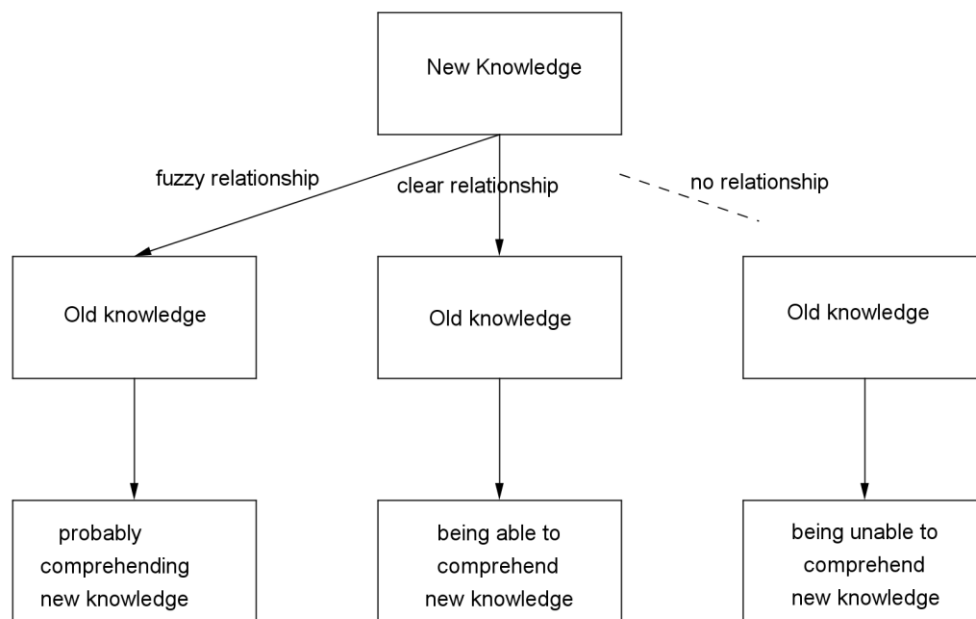 New Knowledge
fuzzy relationship
clear relationship
no relationship
Old knowledge
Old knowledge
Old knowledge
probably
comprehending
new knowledge
being able to
comprehend
new knowledge
being unable to
comprehend
new knowledge